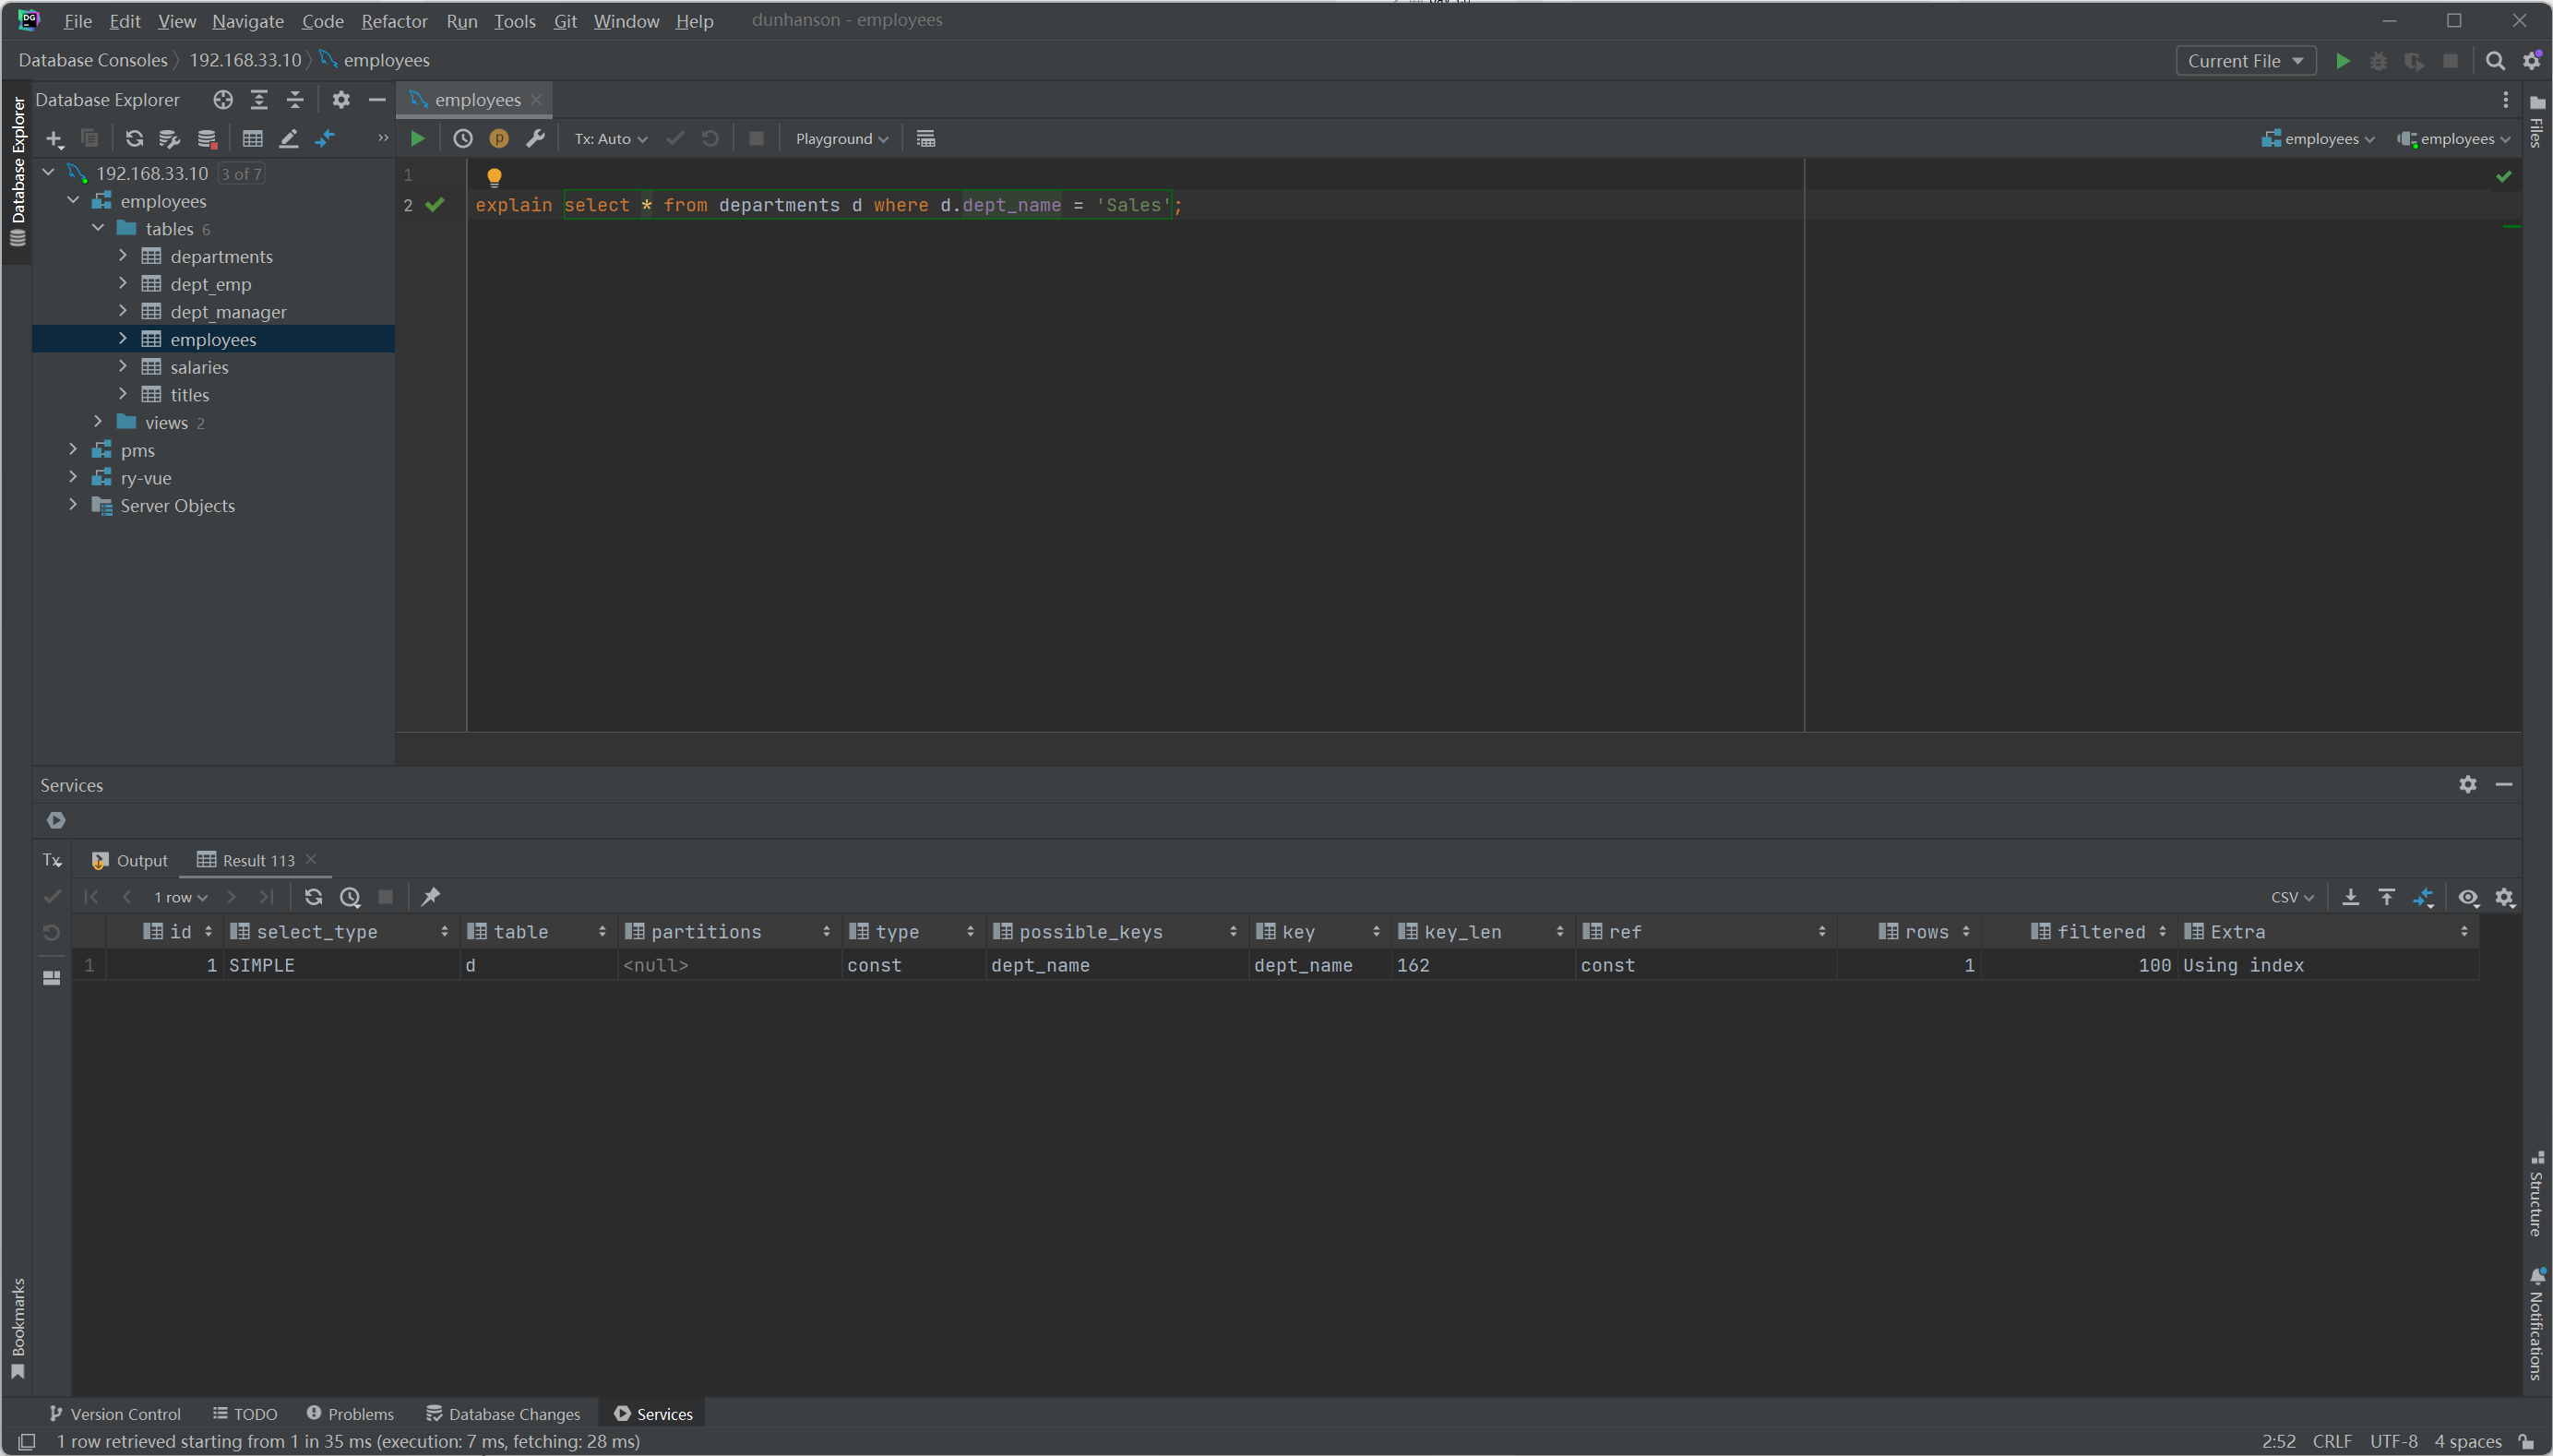 DG File Edit View Navigate Code Refactor Run Tools Git Window Help dunhanson - employees
Database Consoles 192.168.33.10 employees Current File
Database Explorer employees
Tx: Auto Playground employees employees
192.168.33.10 3 of 7
employees
tables 6
departments
dept_emp
dept_manager
employees
salaries
titles
views 2
pms
ry-vue
Server Objects
1
2 explain select * from departments d where d.dept_name = 'Sales';
Database Explorer
Bookmarks
Files
Structure
Notifications
Services
Tx Output Result 113
1 row CSV
id select_type table partitions type possible_keys key key_len ref rows filtered Extra
1 1 SIMPLE d <null> const dept_name dept_name 162 const 1 100 Using index
Version Control TODO Problems Database Changes Services
1 row retrieved starting from 1 in 35 ms (execution: 7 ms, fetching: 28 ms) 2:52 CRLF UTF-8 4 spaces